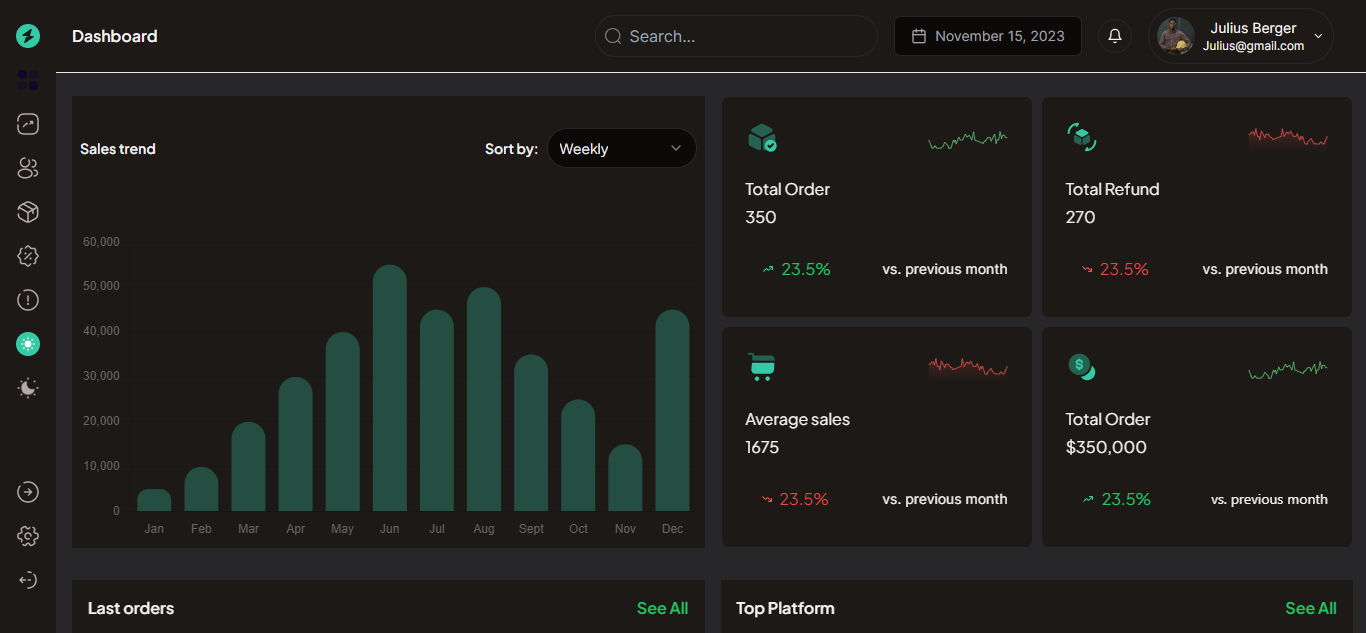 Dashboard
Search...
November 15, 2023
Julius Berger
Julius@gmail.com
Sales trend
Sort by:
Weekly
60,000
50,000
40,000
30,000
20,000
10,000
0
Jan Feb Mar Apr May Jun Jul Aug Sept Oct Nov Dec
Total Order
350
23.5% vs. previous month
Total Refund
270
23.5% vs. previous month
Average sales
1675
23.5% vs. previous month
Total Order
$350,000
23.5% vs. previous month
Last orders
See All
Top Platform
See All